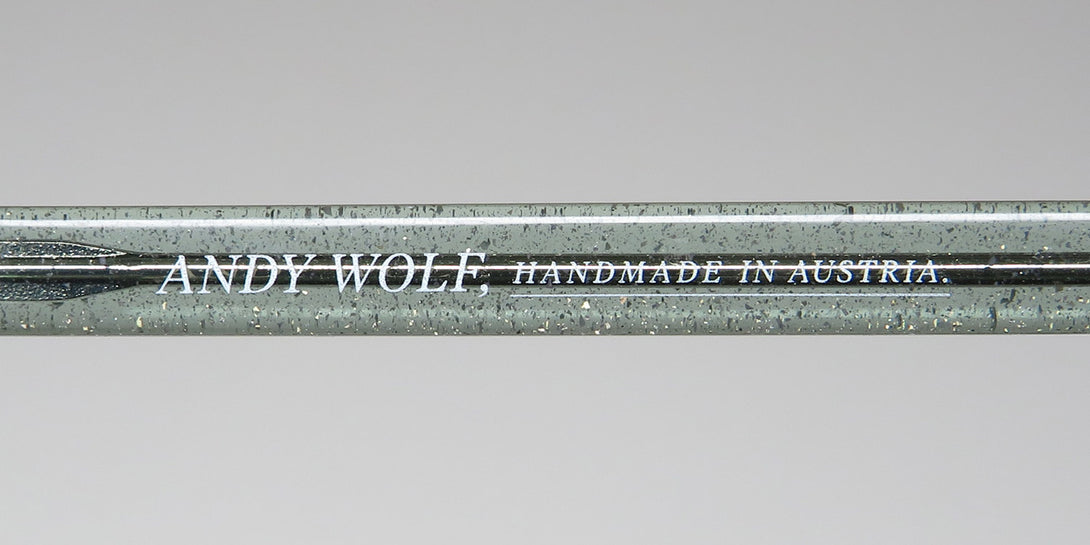 ANDY WOLF, HANDMADE IN AUSTRIA.